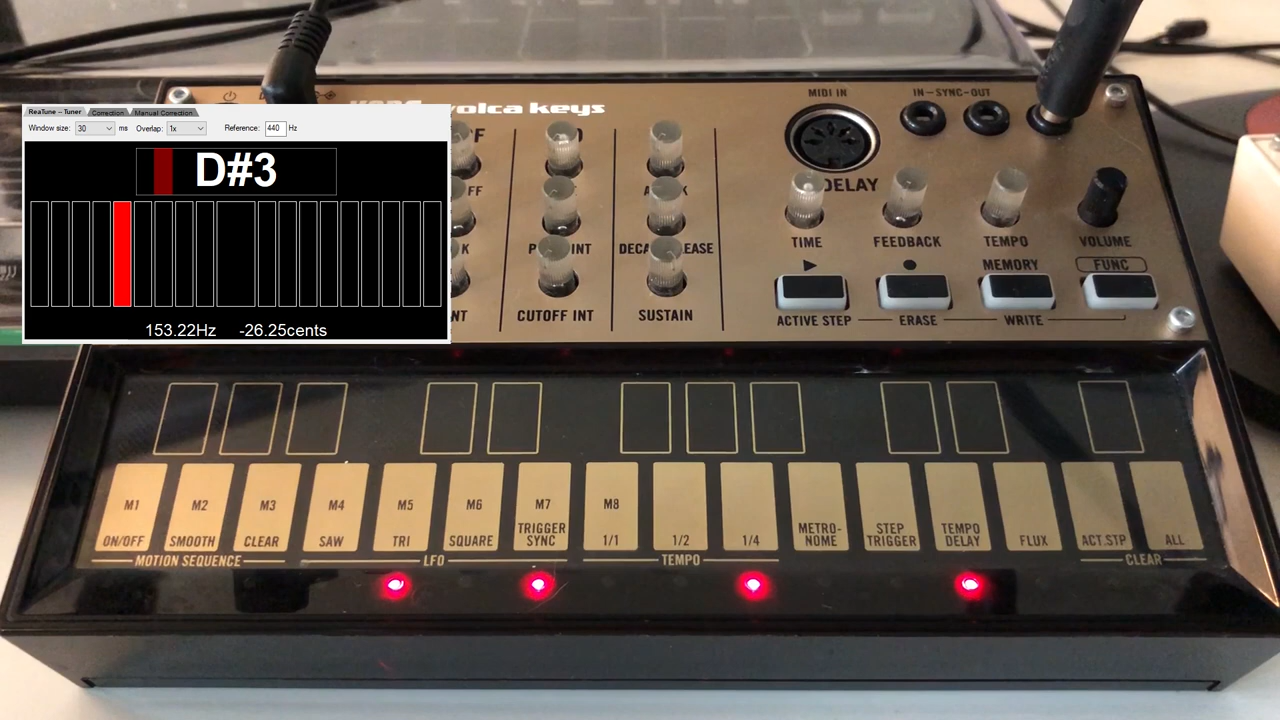 KORG volca keys
MIDI IN
IN-SYNC-OUT
ReaTune -- Tuner
Correction
Manual Correction
Window size: 30 ms Overlap: 1x Reference: 440 Hz
D#3
153.22Hz -26.25cents
DELAY
TIME
FEEDBACK
TEMPO
VOLUME
MEMORY
FUNC
CUTOFF INT
SUSTAIN
ACTIVE STEP
ERASE
WRITE
M1
M2
M3
M4
M5
M6
M7
M8
ON/OFF
SMOOTH
CLEAR
SAW
TRI
SQUARE
TRIGGER
SYNC
1/1
1/2
1/4
METRO-
NOME
STEP
TRIGGER
TEMPO
DELAY
FLUX
ACT.STP
ALL
MOTION SEQUENCE
LFO
TEMPO
CLEAR